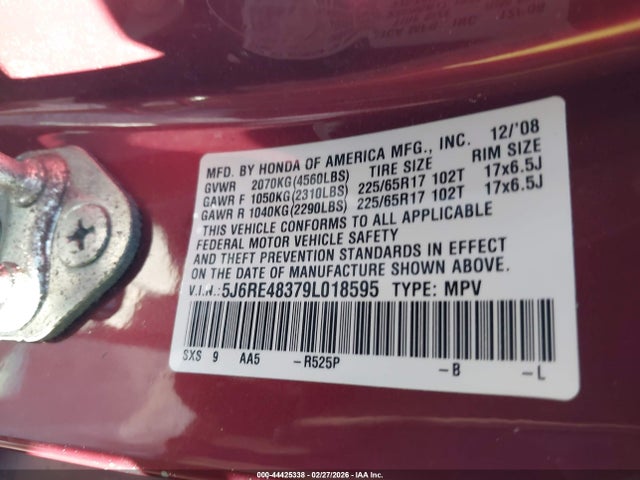 MFD. BY HONDA OF AMERICA MFG., INC. 12/'08
GVWR 2070KG(4560LBS) TIRE SIZE RIM SIZE
GAWR F 1050KG(2310LBS) 225/65R17 102T 17x6.5J
GAWR R 1040KG(2290LBS) 225/65R17 102T 17x6.5J
THIS VEHICLE CONFORMS TO ALL APPLICABLE
FEDERAL MOTOR VEHICLE SAFETY
AND THEFT PREVENTION STANDARDS IN EFFECT
ON THE DATE OF MANUFACTURE SHOWN ABOVE.
V.I.N.:5J6RE48379L018595 TYPE: MPV
SXS 9 AA5 -R525P -B -L
000-44425338 - 02/27/2026 - IAA Inc.